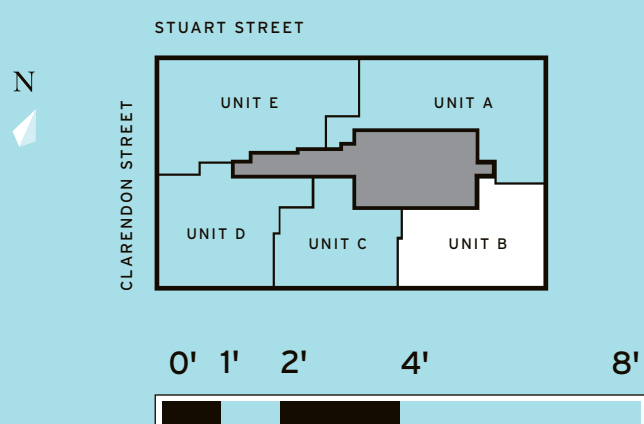 STUART STREET
N
CLARENDON STREET
UNIT E
UNIT A
UNIT D
UNIT C
UNIT B
0' 1' 2' 4' 8'